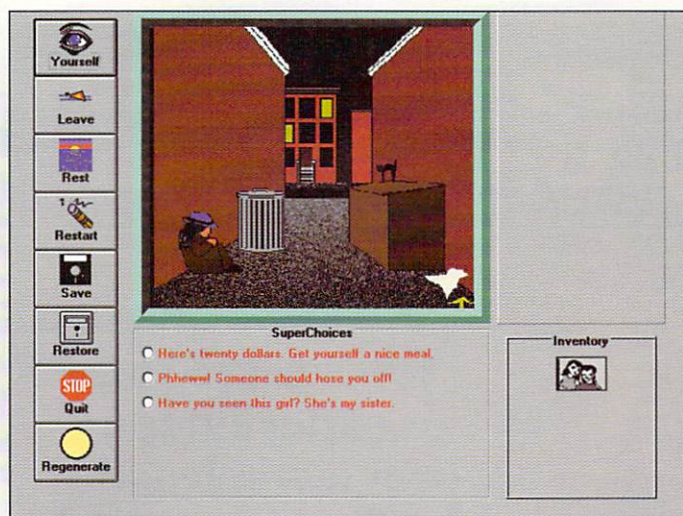 Yourself
Leave
Rest
Restart
Save
Restore
STOP
Quit
Regenerate
SuperChoices
Here's twenty dollars. Get yourself a nice meal.
Phheww! Someone should hose you off!
Have you seen this girl? She's my sister.
Inventory